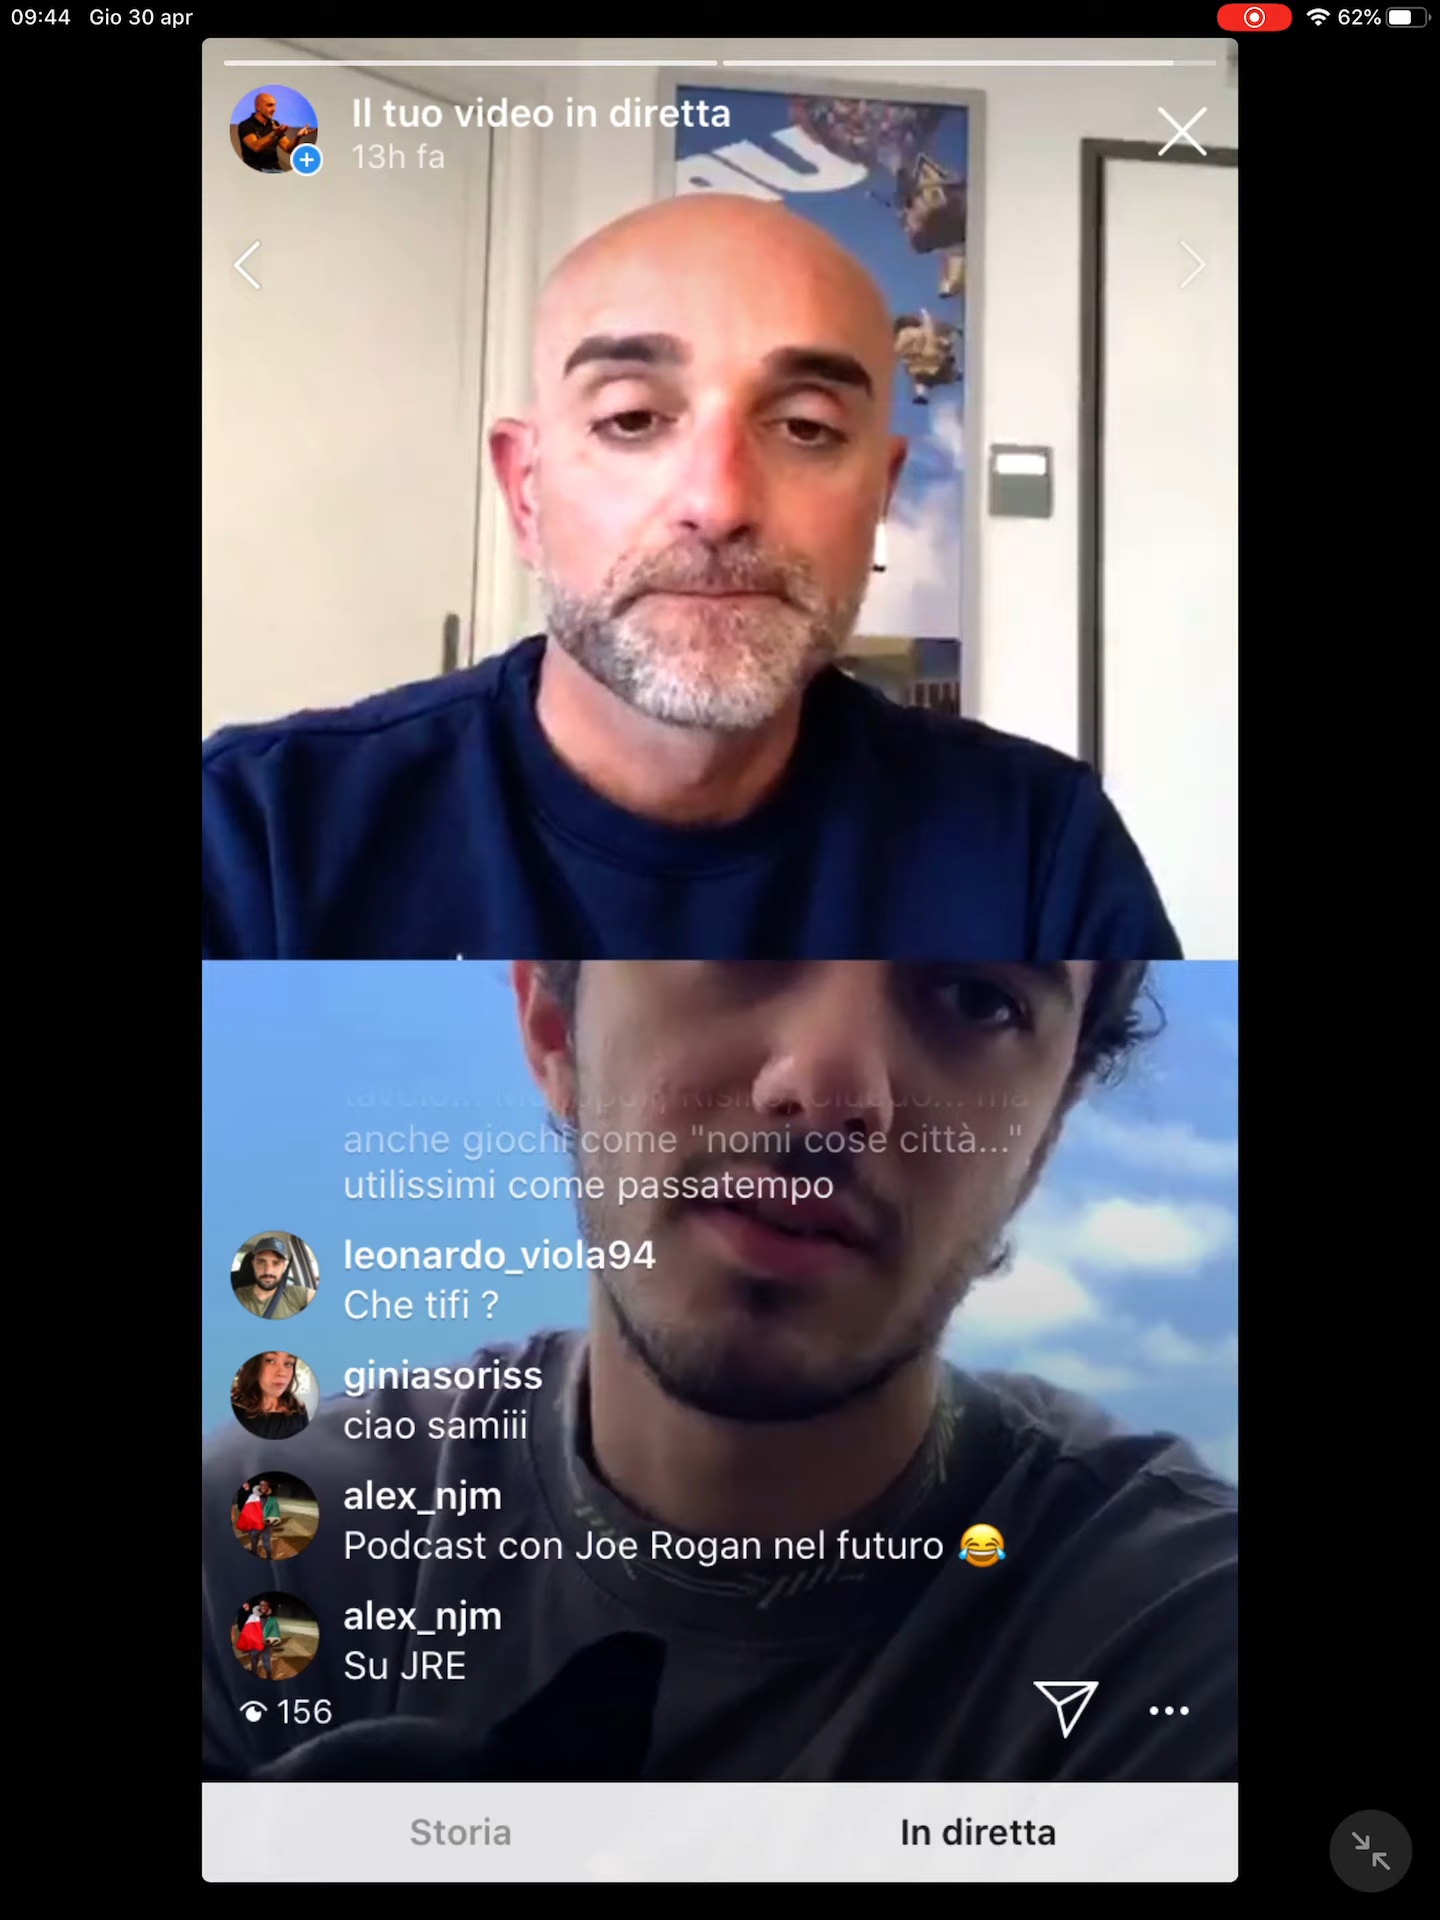 09:44 Gio 30 apr
62%
Il tuo video in diretta
13h fa
anche giochi come "nomi cose città..."
utilissimi come passatempo
leonardo_viola94
Che tifi ?
giniasoriss
ciao samiii
alex_njm
Podcast con Joe Rogan nel futuro 😂
alex_njm
Su JRE
156
Storia
In diretta